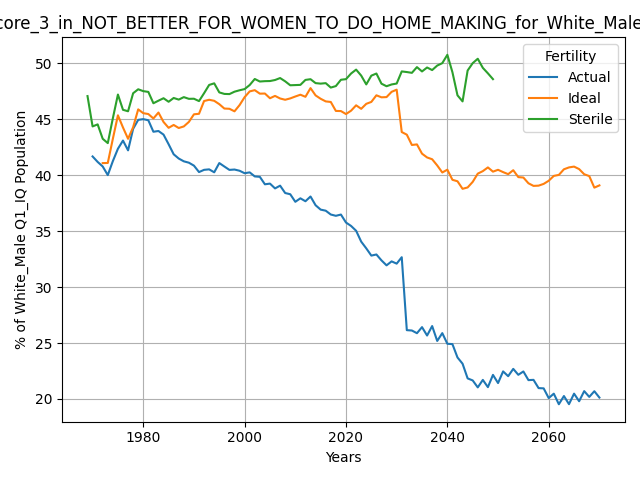 core_3_in_NOT_BETTER_FOR_WOMEN_TO_DO_HOME_MAKING_for_White_Male
% of White_Male Q1_IQ Population
50
45
40
35
30
25
20
Fertility
Actual
Ideal
Sterile
1980
2000
2020
2040
2060
Years